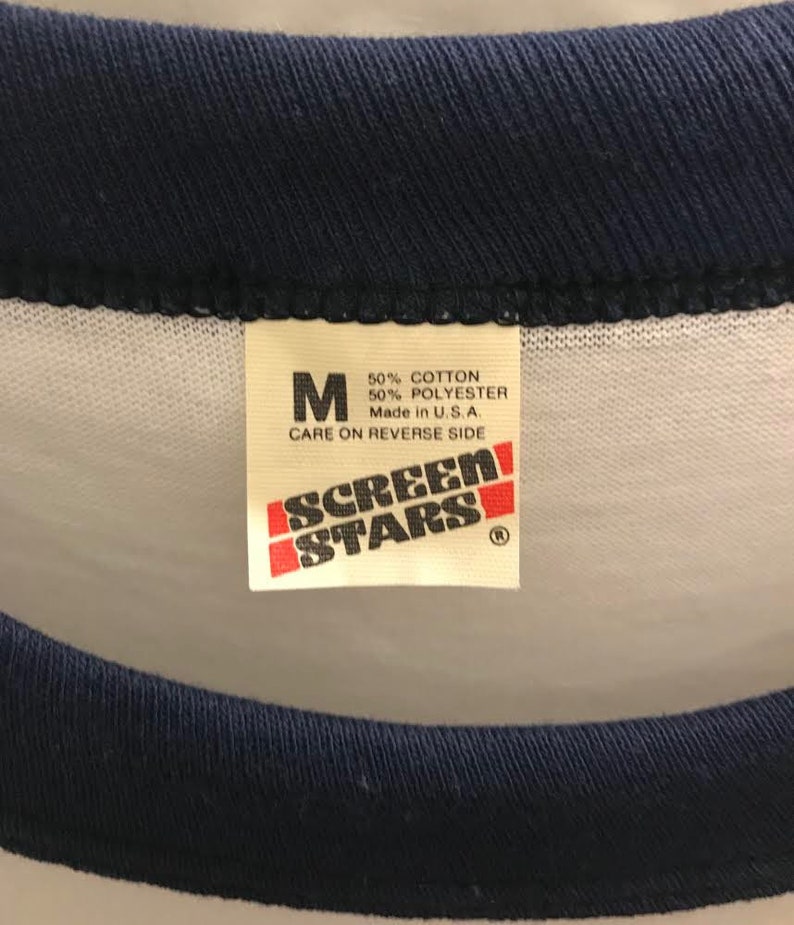 M 50% COTTON
50% POLYESTER
Made in U.S.A.
CARE ON REVERSE SIDE
SCREEN
STARS ®